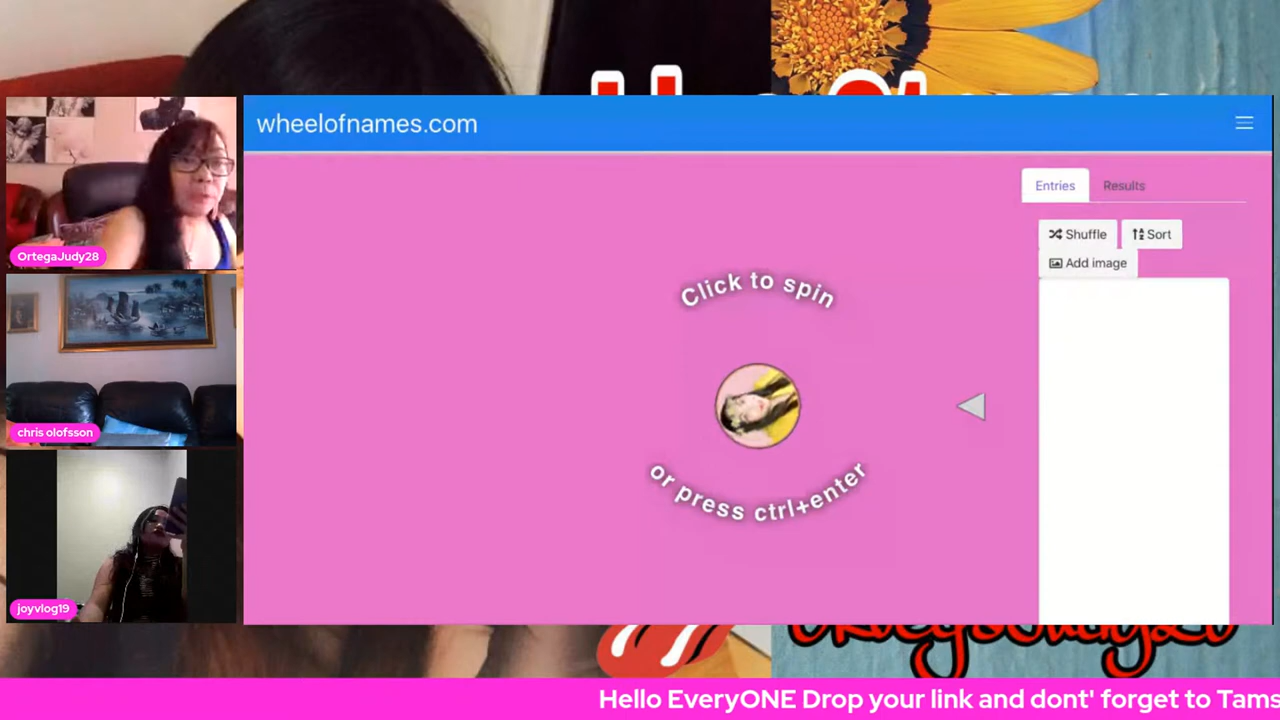 wheelofnames.com
Entries
Results
Shuffle
Sort
Add image
Click to spin
or press ctrl+enter
OrtegaJudy28
chris olofsson
joyvlog19
Hello EveryONE Drop your link and dont' forget to Tams